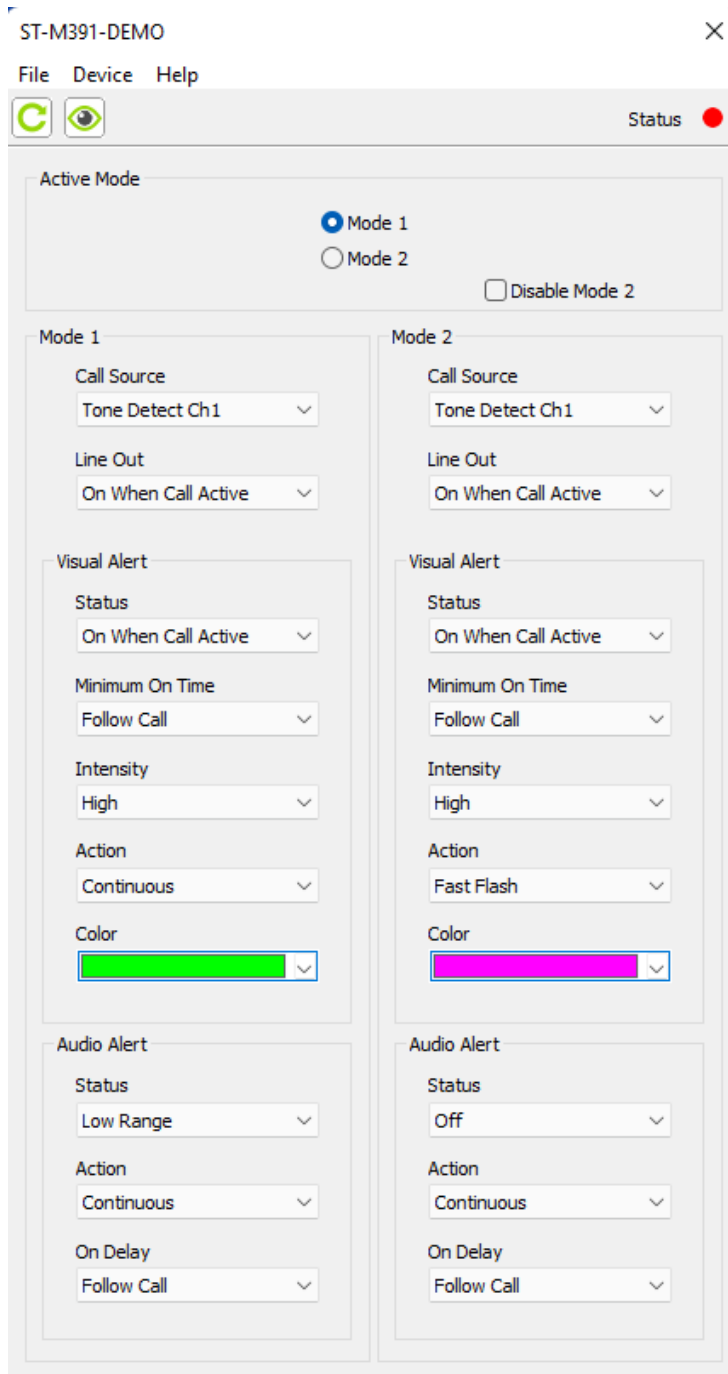 ST-M391-DEMO
File Device Help
Status
Active Mode
Mode 1
Mode 2
Disable Mode 2
Mode 1
Call Source
Tone Detect Ch1
Line Out
On When Call Active
Visual Alert
Status
On When Call Active
Minimum On Time
Follow Call
Intensity
High
Action
Continuous
Color
Audio Alert
Status
Low Range
Action
Continuous
On Delay
Follow Call
Mode 2
Call Source
Tone Detect Ch1
Line Out
On When Call Active
Visual Alert
Status
On When Call Active
Minimum On Time
Follow Call
Intensity
High
Action
Fast Flash
Color
Audio Alert
Status
Off
Action
Continuous
On Delay
Follow Call